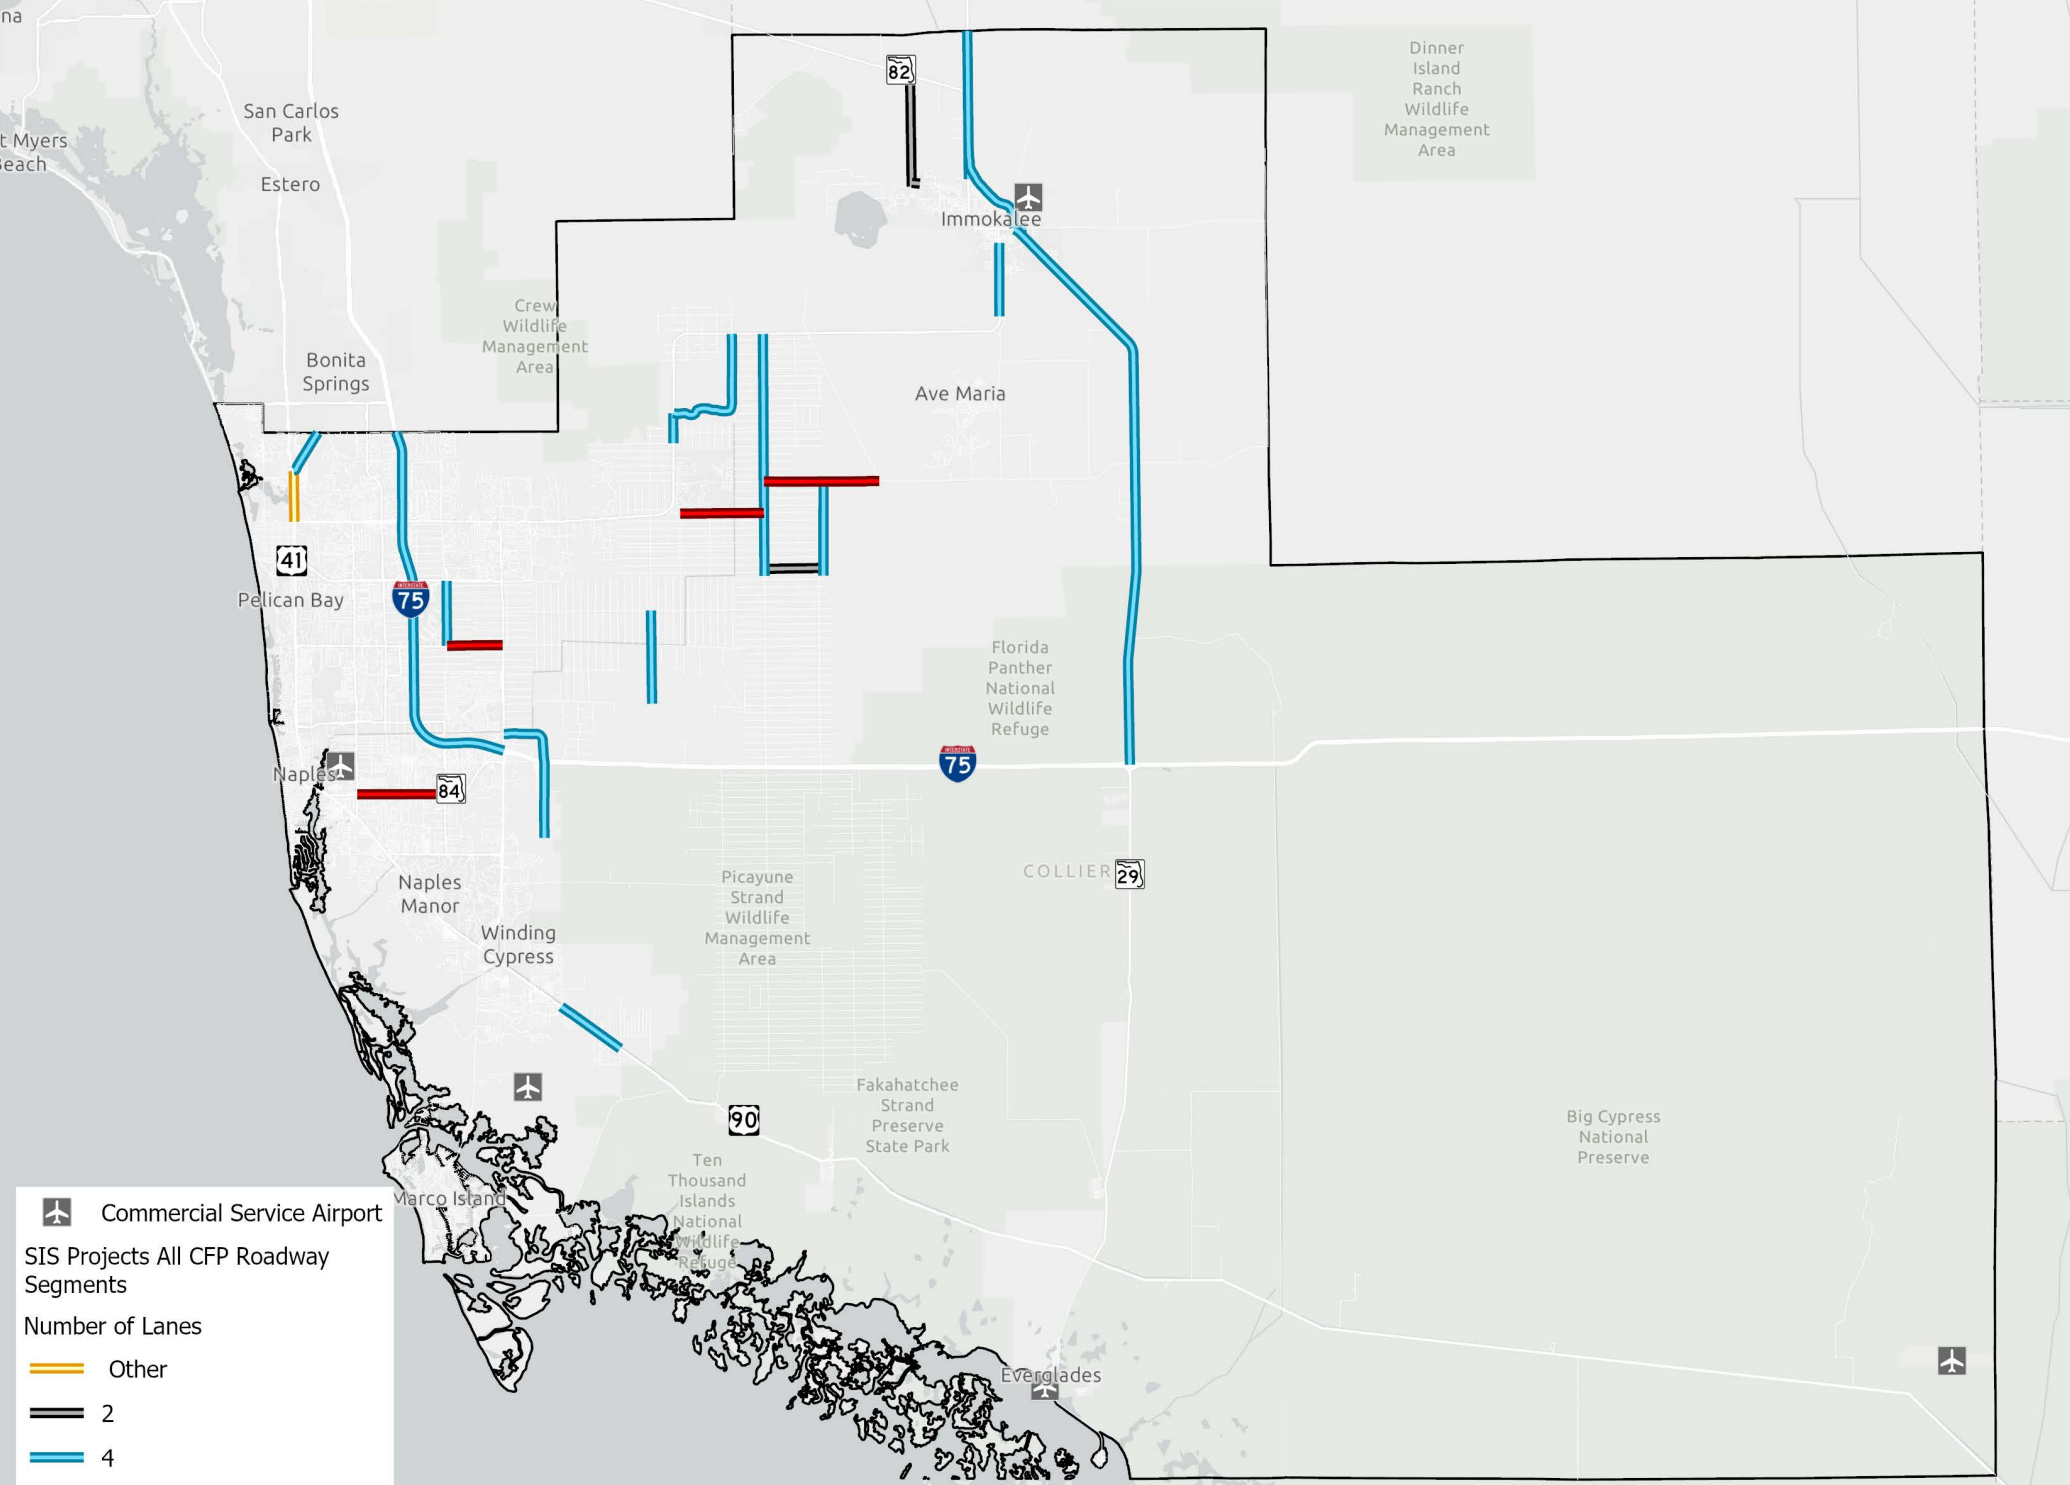 na
San Carlos
Park
t Myers
Beach
Estero
82
Dinner
Island
Ranch
Wildlife
Management
Area
Immokalee
Crew
Wildlife
Management
Area
Bonita
Springs
Ave Maria
41
Pelican Bay
INTERSTATE
75
Florida
Panther
National
Wildlife
Refuge
INTERSTATE
75
Naples
84
COLLIER
29
Naples
Manor
Picayune
Strand
Wildlife
Management
Area
Winding
Cypress
90
Fakahatchee
Strand
Preserve
State Park
Big Cypress
National
Preserve
Ten
Thousand
Islands
National
Wildlife
Refuge
Marco Island
Everglades
Commercial Service Airport
SIS Projects All CFP Roadway
Segments
Number of Lanes
Other
2
4